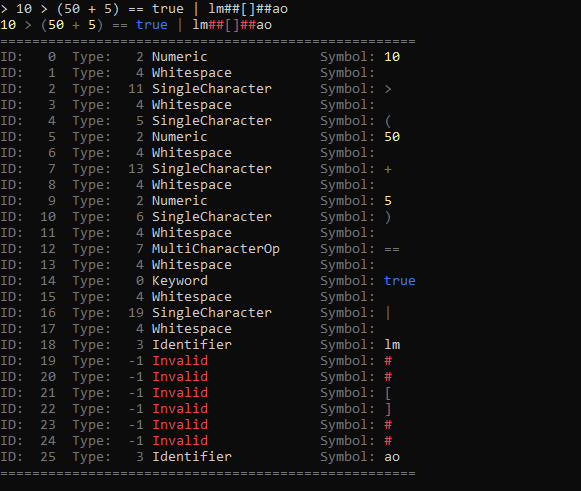 > 10 > (50 + 5) == true | lm##[]##ao
10 > (50 + 5) == true | lm##[]##ao
====================================================
ID:   0  Type:   2 Numeric              Symbol: 10
ID:   1  Type:   4 Whitespace           Symbol:
ID:   2  Type:  11 SingleCharacter      Symbol: >
ID:   3  Type:   4 Whitespace           Symbol:
ID:   4  Type:   5 SingleCharacter      Symbol: (
ID:   5  Type:   2 Numeric              Symbol: 50
ID:   6  Type:   4 Whitespace           Symbol:
ID:   7  Type:  13 SingleCharacter      Symbol: +
ID:   8  Type:   4 Whitespace           Symbol:
ID:   9  Type:   2 Numeric              Symbol: 5
ID:  10  Type:   6 SingleCharacter      Symbol: )
ID:  11  Type:   4 Whitespace           Symbol:
ID:  12  Type:   7 MultiCharacterOp     Symbol: ==
ID:  13  Type:   4 Whitespace           Symbol:
ID:  14  Type:   0 Keyword              Symbol: true
ID:  15  Type:   4 Whitespace           Symbol:
ID:  16  Type:  19 SingleCharacter      Symbol: |
ID:  17  Type:   4 Whitespace           Symbol:
ID:  18  Type:   3 Identifier           Symbol: lm
ID:  19  Type:  -1 Invalid              Symbol: #
ID:  20  Type:  -1 Invalid              Symbol: #
ID:  21  Type:  -1 Invalid              Symbol: [
ID:  22  Type:  -1 Invalid              Symbol: ]
ID:  23  Type:  -1 Invalid              Symbol: #
ID:  24  Type:  -1 Invalid              Symbol: #
ID:  25  Type:   3 Identifier           Symbol: ao
====================================================